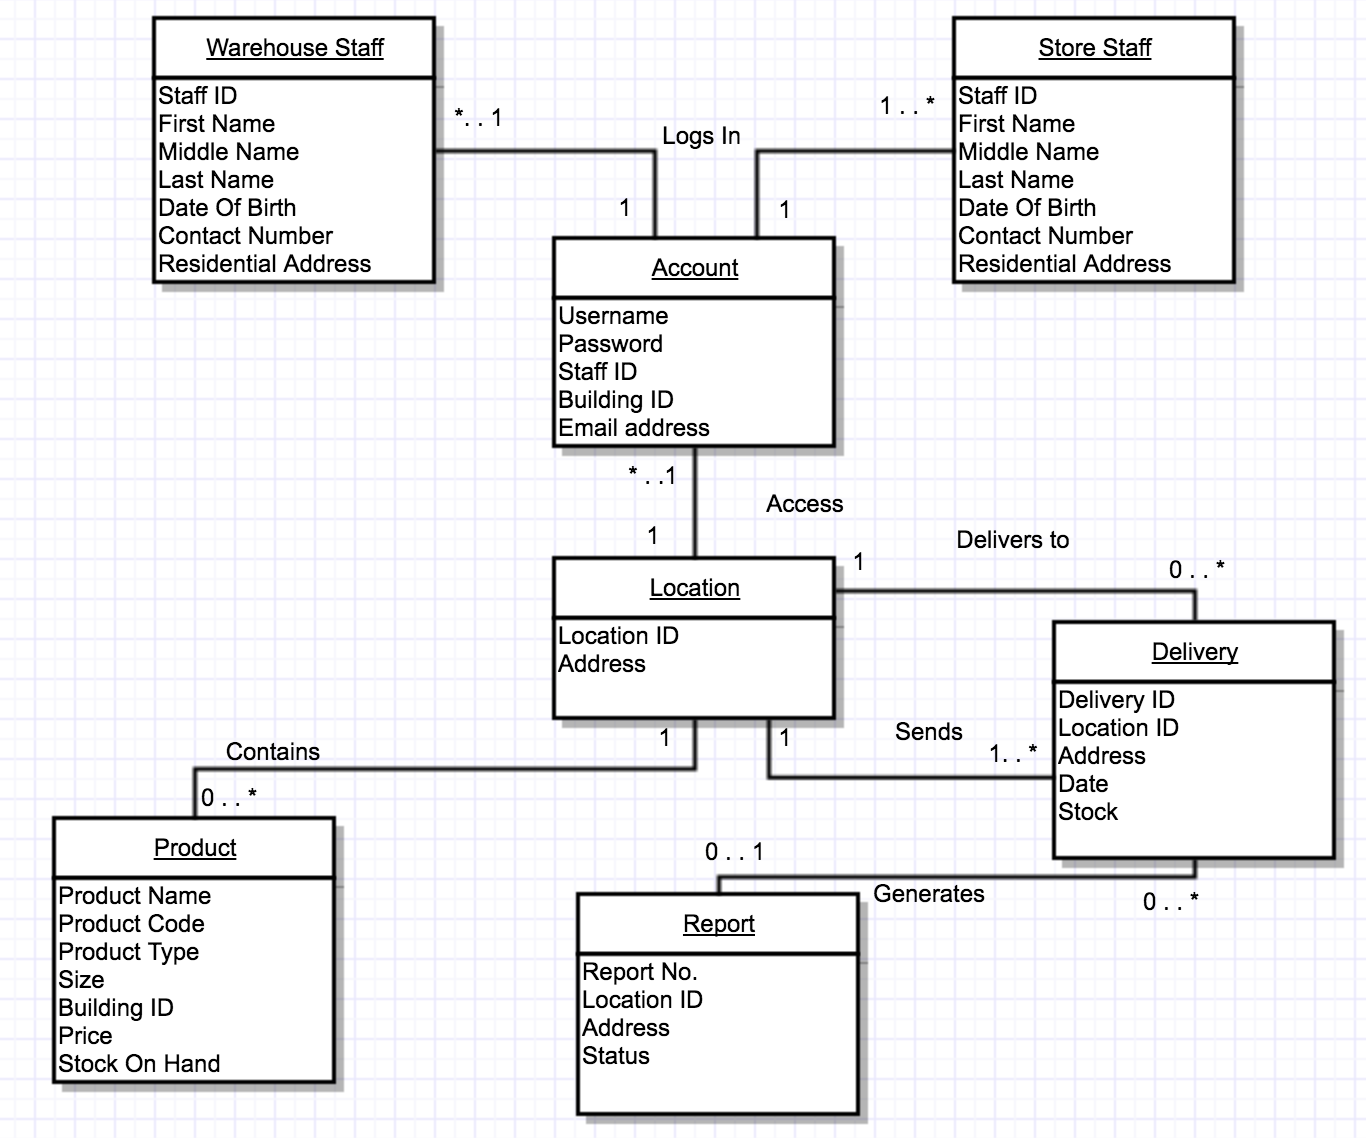 Warehouse Staff
Staff ID
First Name
Middle Name
Last Name
Date Of Birth
Contact Number
Residential Address
*. . 1
Logs In
1 . . *
Store Staff
Staff ID
First Name
Middle Name
Last Name
Date Of Birth
Contact Number
Residential Address
1
1
Account
Username
Password
Staff ID
Building ID
Email address
* . .1
Access
1
Location
Location ID
Address
1
Delivers to
0 . . *
Delivery
Delivery ID
Location ID
Address
Date
Stock
1
1
Sends
1. . *
Contains
0 . . *
Product
Product Name
Product Code
Product Type
Size
Building ID
Price
Stock On Hand
0 . . 1
Generates
0 . . *
Report
Report No.
Location ID
Address
Status